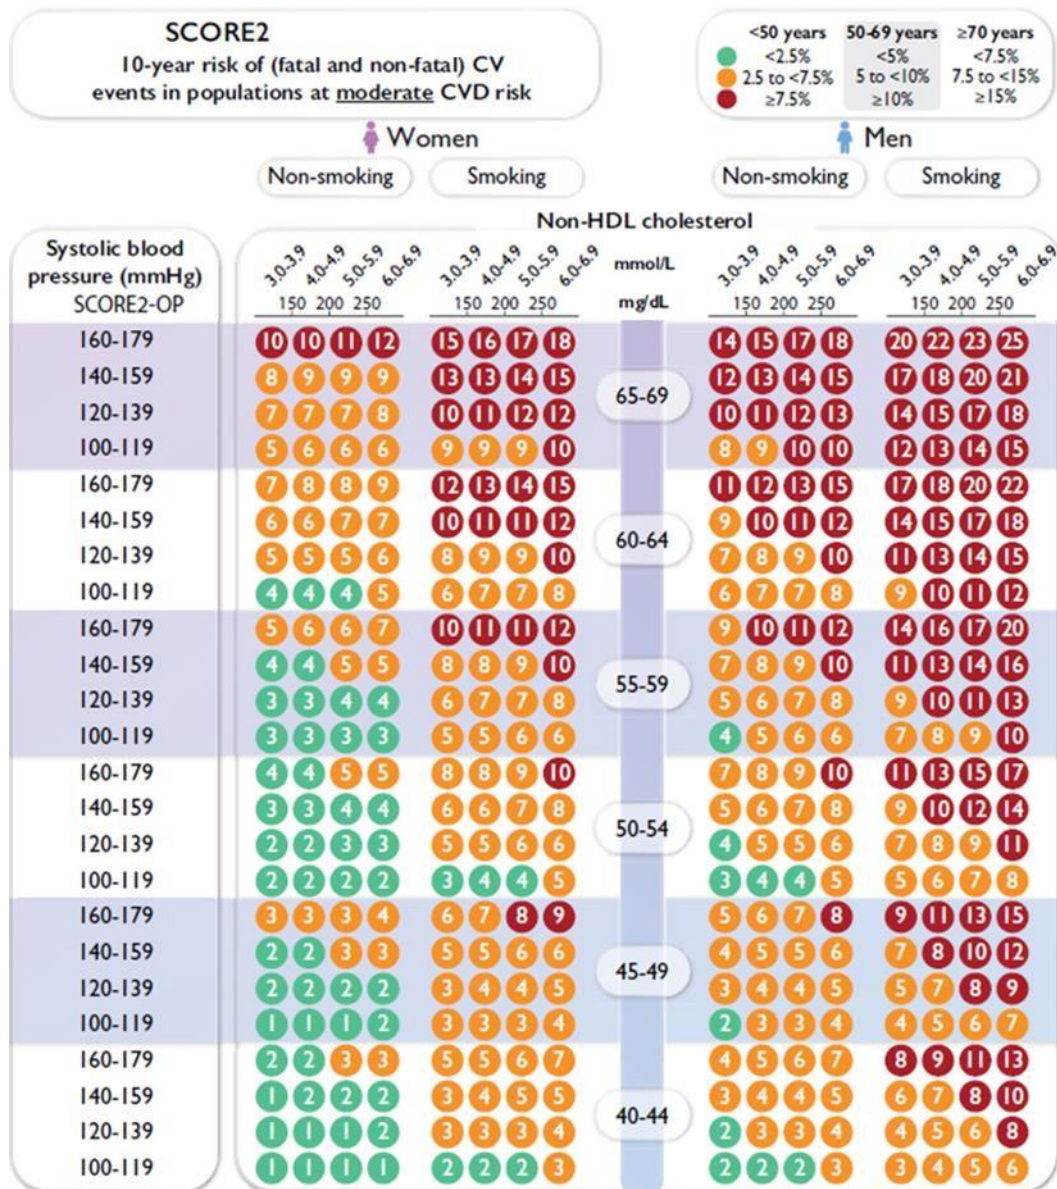 SCORE2
10-year risk of (fatal and non-fatal) CV
events in populations at moderate CVD risk
<50 years 50-69 years ≥70 years
<2.5% <5% <7.5%
2.5 to <7.5% 5 to <10% 7.5 to <15%
≥7.5% ≥10% ≥15%
Women Men
Non-smoking Smoking Non-smoking Smoking
Non-HDL cholesterol
Systolic blood
pressure (mmHg)
SCORE2-OP
3.0-3.9 4.0-4.9 5.0-5.9 6.0-6.9 3.0-3.9 4.0-4.9 5.0-5.9 6.0-6.9 mmol/L 3.0-3.9 4.0-4.9 5.0-5.9 6.0-6.9 3.0-3.9 4.0-4.9 5.0-5.9 6.0-6.9
150 200 250 150 200 250 mg/dL 150 200 250 150 200 250
160-179 10 10 11 12 15 16 17 18 14 15 17 18 20 22 23 25
140-159 8 9 9 9 13 13 14 15 12 13 14 15 17 18 20 21
65-69
120-139 7 7 7 8 10 11 12 12 10 11 12 13 14 15 17 18
100-119 5 6 6 6 9 9 9 10 8 9 10 10 12 13 14 15
160-179 7 8 8 9 12 13 14 15 11 12 13 15 17 18 20 22
140-159 6 6 7 7 10 11 11 12 9 10 11 12 14 15 17 18
60-64
120-139 5 5 5 6 8 9 9 10 7 8 9 10 11 13 14 15
100-119 4 4 4 5 6 7 7 8 6 7 7 8 9 10 11 12
160-179 5 6 6 7 10 11 11 12 9 10 11 12 14 16 17 20
140-159 4 4 5 5 8 8 9 10 7 8 9 10 11 13 14 16
55-59
120-139 3 3 4 4 6 7 7 8 5 6 7 8 9 10 11 13
100-119 3 3 3 3 5 5 6 6 4 5 6 6 7 8 9 10
160-179 4 4 5 5 8 8 9 10 7 8 9 10 11 13 15 17
140-159 3 3 4 4 6 6 7 8 5 6 7 8 9 10 12 14
50-54
120-139 2 2 3 3 5 5 6 6 4 5 5 6 7 8 9 11
100-119 2 2 2 2 3 4 4 5 3 4 4 5 5 6 7 8
160-179 3 3 3 4 6 7 8 9 5 6 7 8 9 11 13 15
140-159 2 2 3 3 5 5 6 6 4 5 5 6 7 8 10 12
45-49
120-139 2 2 2 2 3 4 4 5 3 4 4 5 5 7 8 9
100-119 1 1 1 2 3 3 3 4 2 3 3 4 4 5 6 7
160-179 2 2 3 3 5 5 6 7 4 5 6 7 8 9 11 13
140-159 1 2 2 2 3 4 5 5 3 4 4 5 6 7 8 10
40-44
120-139 1 1 1 2 3 3 3 4 2 3 3 4 4 5 6 8
100-119 1 1 1 1 2 2 2 3 2 2 2 3 3 4 5 6